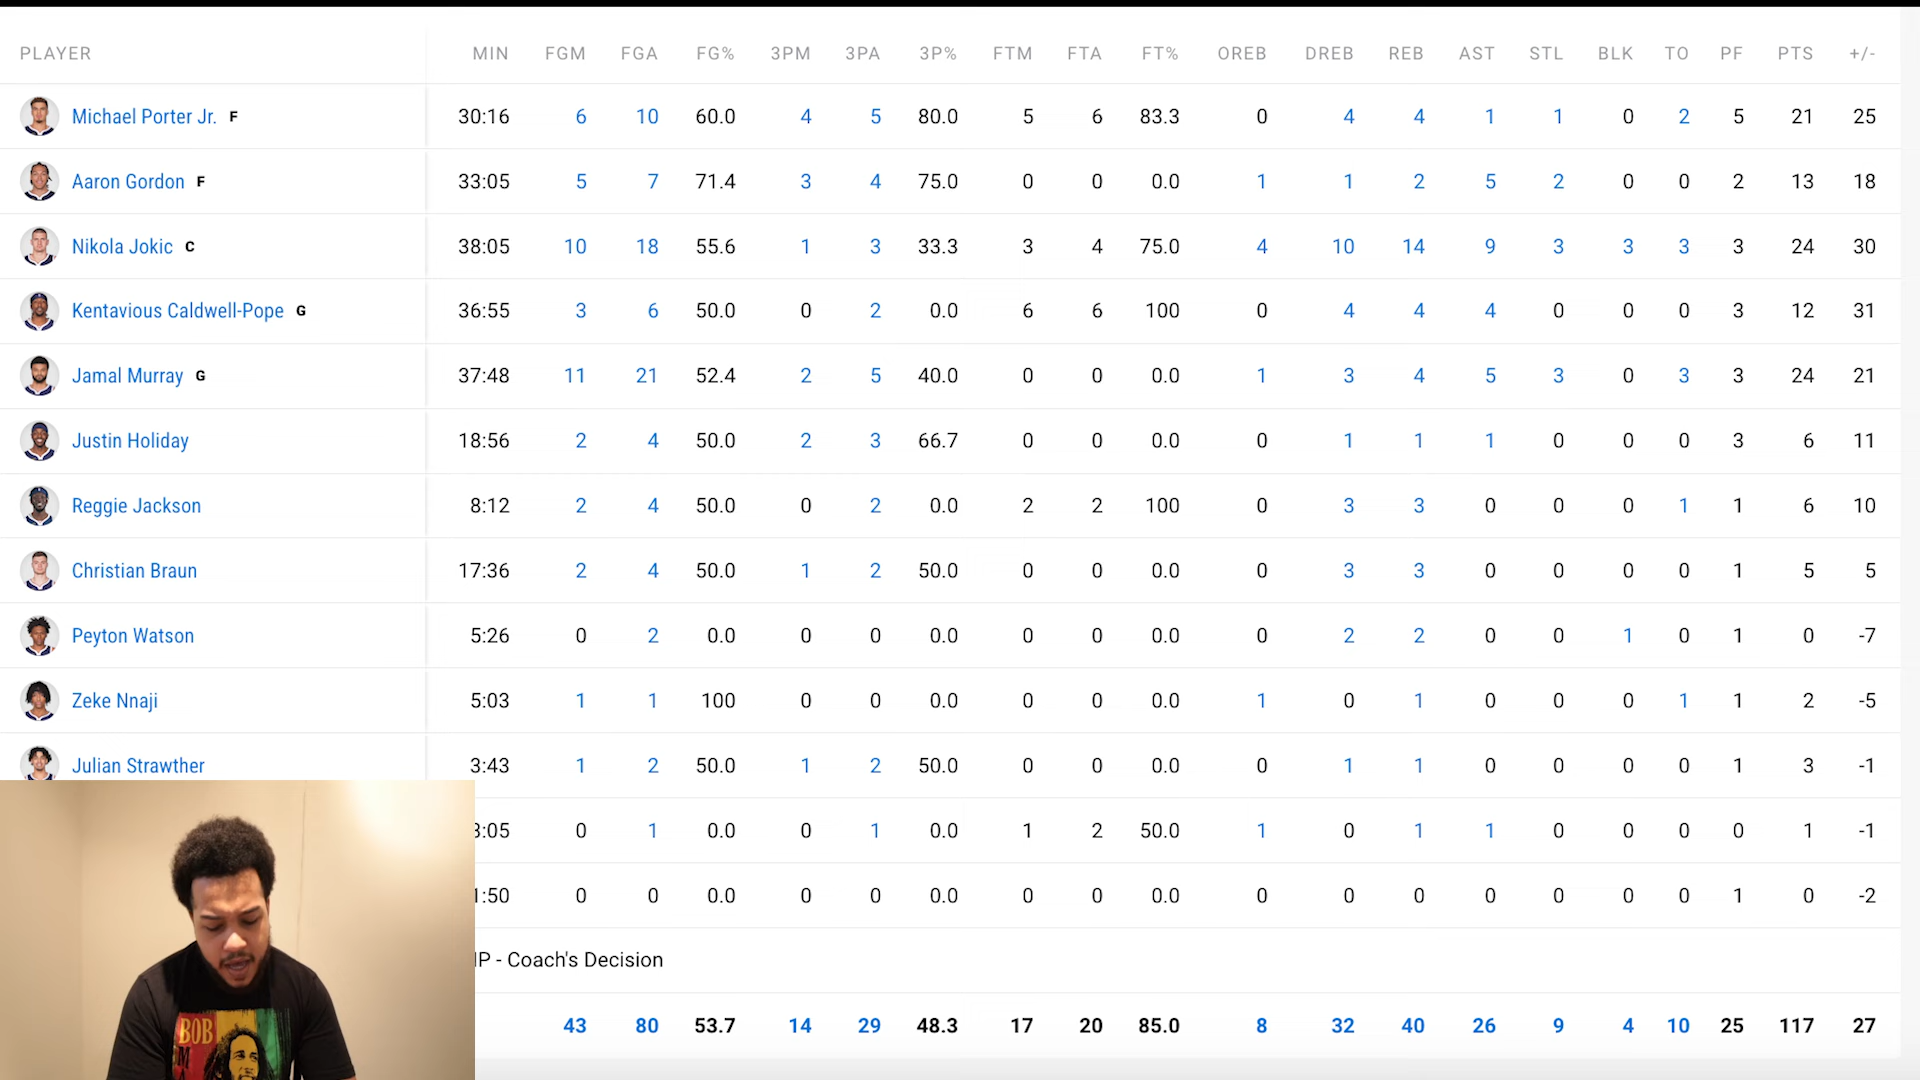 PLAYER MIN FGM FGA FG% 3PM 3PA 3P% FTM FTA FT% OREB DREB REB AST STL BLK TO PF PTS +/-
Michael Porter Jr. F 30:16 6 10 60.0 4 5 80.0 5 6 83.3 0 4 4 1 1 0 2 5 21 25
Aaron Gordon F 33:05 5 7 71.4 3 4 75.0 0 0 0.0 1 1 2 5 2 0 0 2 13 18
Nikola Jokic C 38:05 10 18 55.6 1 3 33.3 3 4 75.0 4 10 14 9 3 3 3 3 24 30
Kentavious Caldwell-Pope G 36:55 3 6 50.0 0 2 0.0 6 6 100 0 4 4 4 0 0 0 3 12 31
Jamal Murray G 37:48 11 21 52.4 2 5 40.0 0 0 0.0 1 3 4 5 3 0 3 3 24 21
Justin Holiday 18:56 2 4 50.0 2 3 66.7 0 0 0.0 0 1 1 1 0 0 0 3 6 11
Reggie Jackson 8:12 2 4 50.0 0 2 0.0 2 2 100 0 3 3 0 0 0 1 1 6 10
Christian Braun 17:36 2 4 50.0 1 2 50.0 0 0 0.0 0 3 3 0 0 0 0 1 5 5
Peyton Watson 5:26 0 2 0.0 0 0 0.0 0 0 0.0 0 2 2 0 0 1 0 1 0 -7
Zeke Nnaji 5:03 1 1 100 0 0 0.0 0 0 0.0 1 0 1 0 0 0 1 1 2 -5
Julian Strawther 3:43 1 2 50.0 1 2 50.0 0 0 0.0 0 1 1 0 0 0 0 1 3 -1
3:05 0 1 0.0 0 1 0.0 1 2 50.0 1 0 1 1 0 0 0 0 1 -1
1:50 0 0 0.0 0 0 0.0 0 0 0.0 0 0 0 0 0 0 0 1 0 -2
P - Coach's Decision
43 80 53.7 14 29 48.3 17 20 85.0 8 32 40 26 9 4 10 25 117 27
BOB